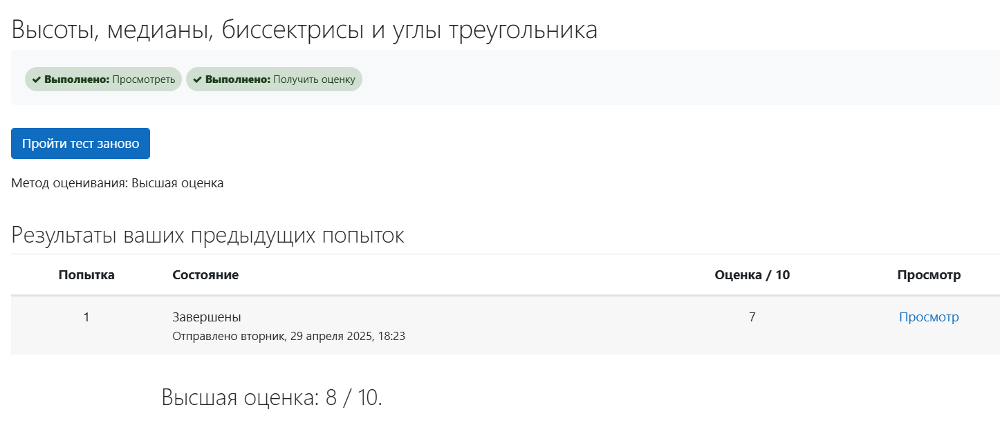 Высоты, медианы, биссектрисы и углы треугольника
Выполнено: Просмотреть Выполнено: Получить оценку
Пройти тест заново
Метод оценивания: Высшая оценка
Результаты ваших предыдущих попыток
Попытка Состояние Оценка / 10 Просмотр
1 Завершены 7 Просмотр
Отправлено вторник, 29 апреля 2025, 18:23
Высшая оценка: 8 / 10.